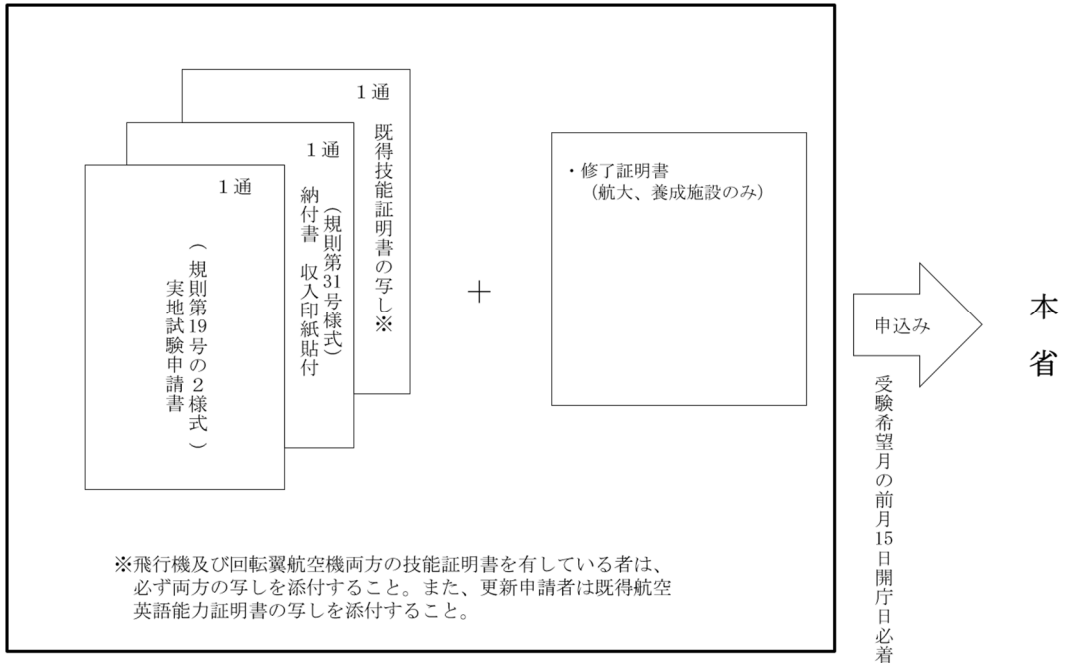 1通
実地試験申請書
(規則第19号の2様式)
1通
納付書 収入印紙貼付
(規則第31号様式)
1通
既得技能証明書の写し※
+
・修了証明書
(航大、養成施設のみ)
申込み
受験希望月の前月15日開庁日必着
本省
※飛行機及び回転翼航空機両方の技能証明書を有している者は、
必ず両方の写しを添付すること。また、更新申請者は既得航空
英語能力証明書の写しを添付すること。